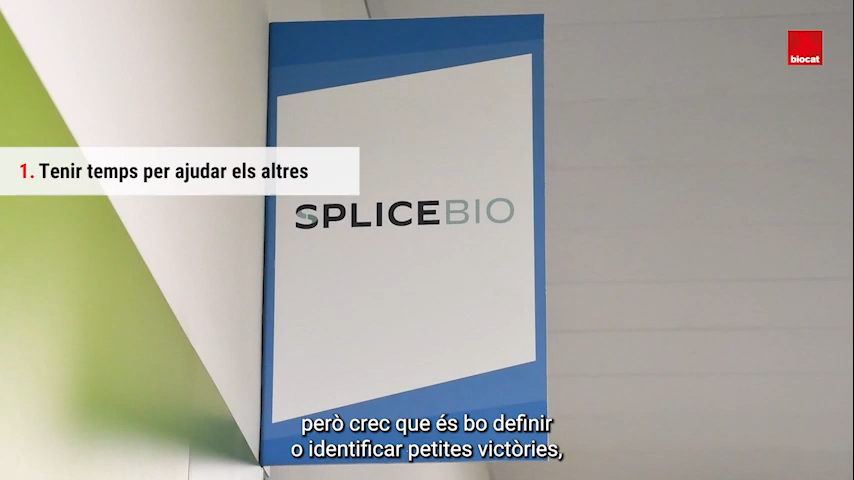 biocat
1. Tenir temps per ajudar els altres
SPLICEBIO
però crec que és bo definir
o identificar petites victòries,